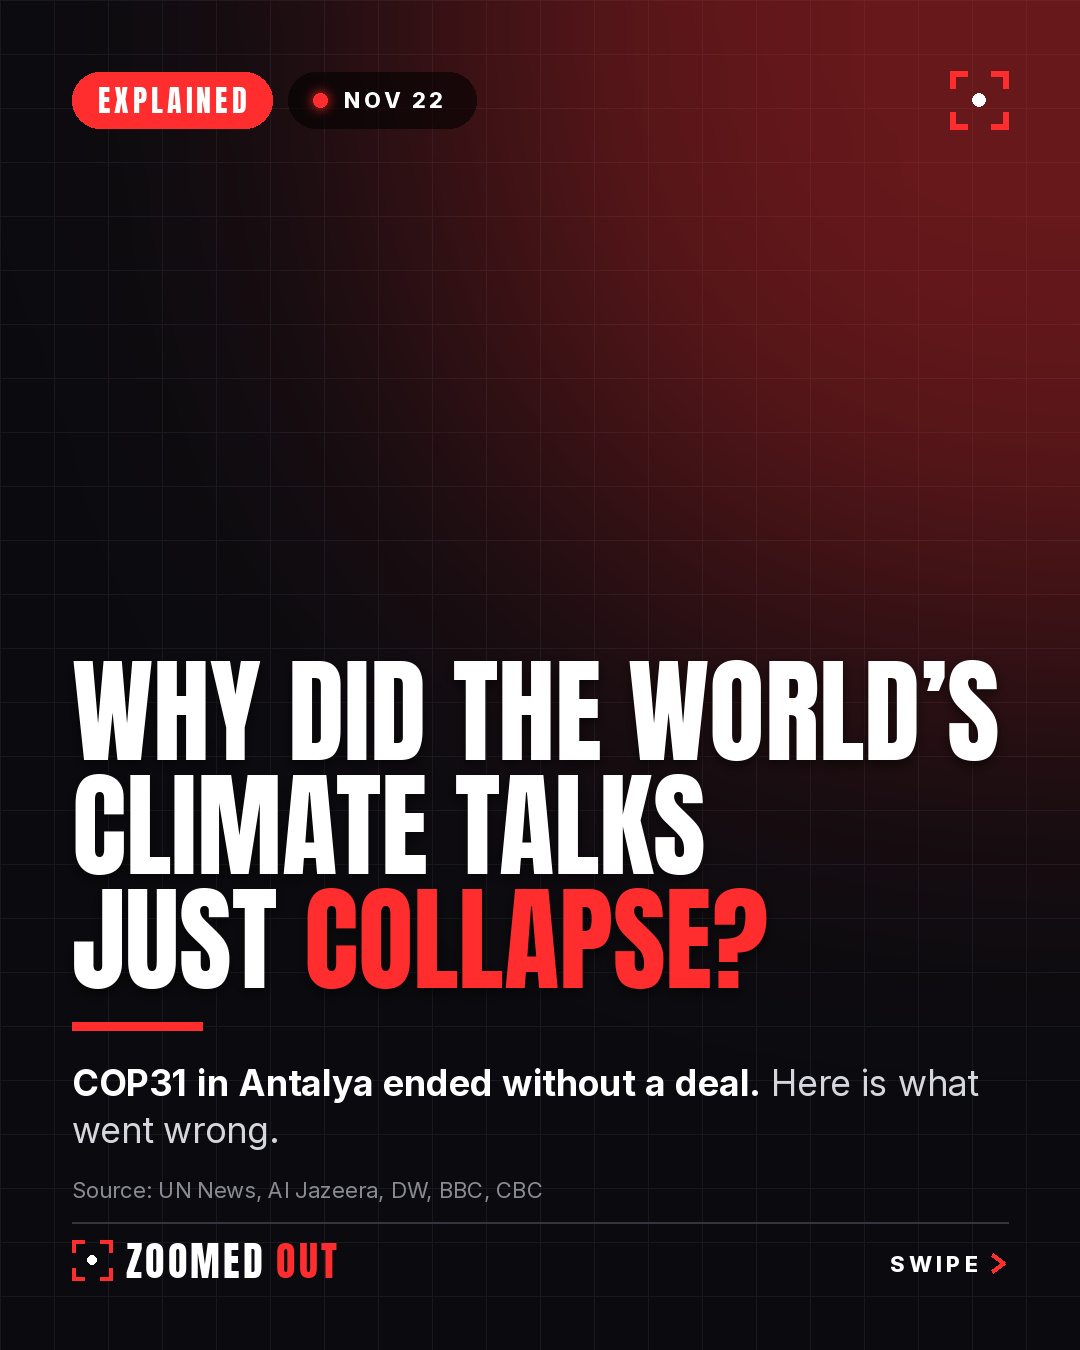 EXPLAINED
NOV 22
WHY DID THE WORLD’S
CLIMATE TALKS
JUST COLLAPSE?
COP31 in Antalya ended without a deal. Here is what
went wrong.
Source: UN News, Al Jazeera, DW, BBC, CBC
ZOOMED OUT
SWIPE